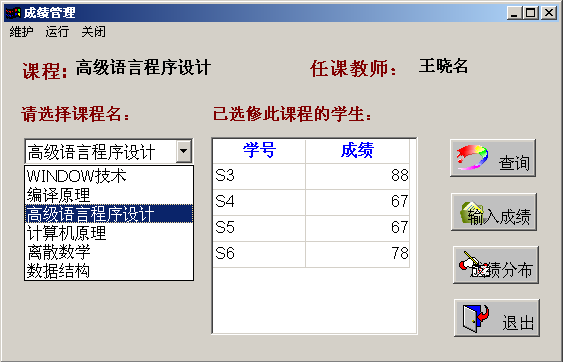 成绩管理
维护 运行 关闭
课程: 高级语言程序设计 任课教师: 王晓名
请选择课程名: 已选修此课程的学生:
高级语言程序设计
WINDOW技术
编译原理
高级语言程序设计
计算机原理
离散数学
数据结构
学号 成绩
S3 88
S4 67
S5 67
S6 78
查询
输入成绩
成绩分布
退出